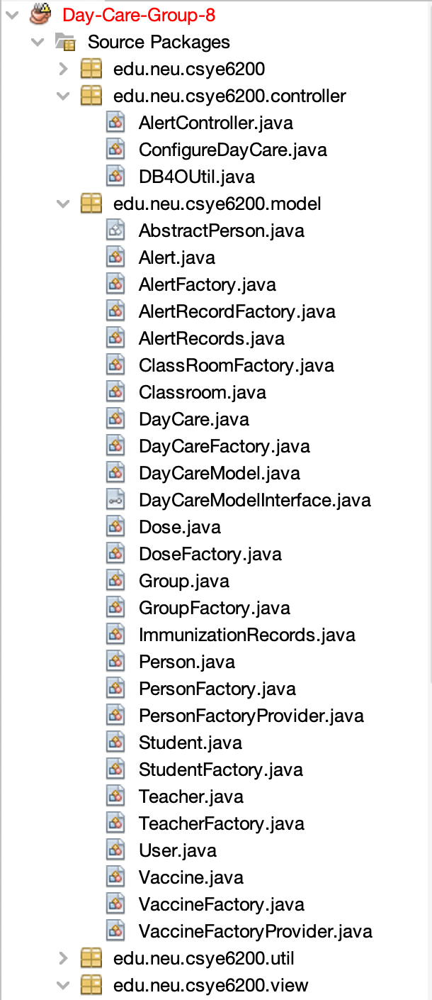 Day-Care-Group-8
Source Packages
edu.neu.csye6200
edu.neu.csye6200.controller
AlertController.java
ConfigureDayCare.java
DB4OUtil.java
edu.neu.csye6200.model
AbstractPerson.java
Alert.java
AlertFactory.java
AlertRecordFactory.java
AlertRecords.java
ClassRoomFactory.java
Classroom.java
DayCare.java
DayCareFactory.java
DayCareModel.java
DayCareModelInterface.java
Dose.java
DoseFactory.java
Group.java
GroupFactory.java
ImmunizationRecords.java
Person.java
PersonFactory.java
PersonFactoryProvider.java
Student.java
StudentFactory.java
Teacher.java
TeacherFactory.java
User.java
Vaccine.java
VaccineFactory.java
VaccineFactoryProvider.java
edu.neu.csye6200.util
edu.neu.csye6200.view